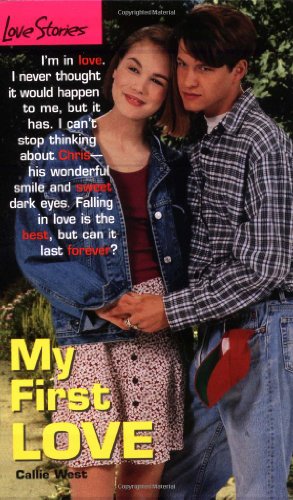 Love Stories
I'm in love.
I never thought
it would happen
to me, but it
has. I can't
stop thinking
about Chris—
his wonderful
smile and sweet
dark eyes. Falling
in love is the
best, but can it
last forever?
My
First
LOVE
Callie West